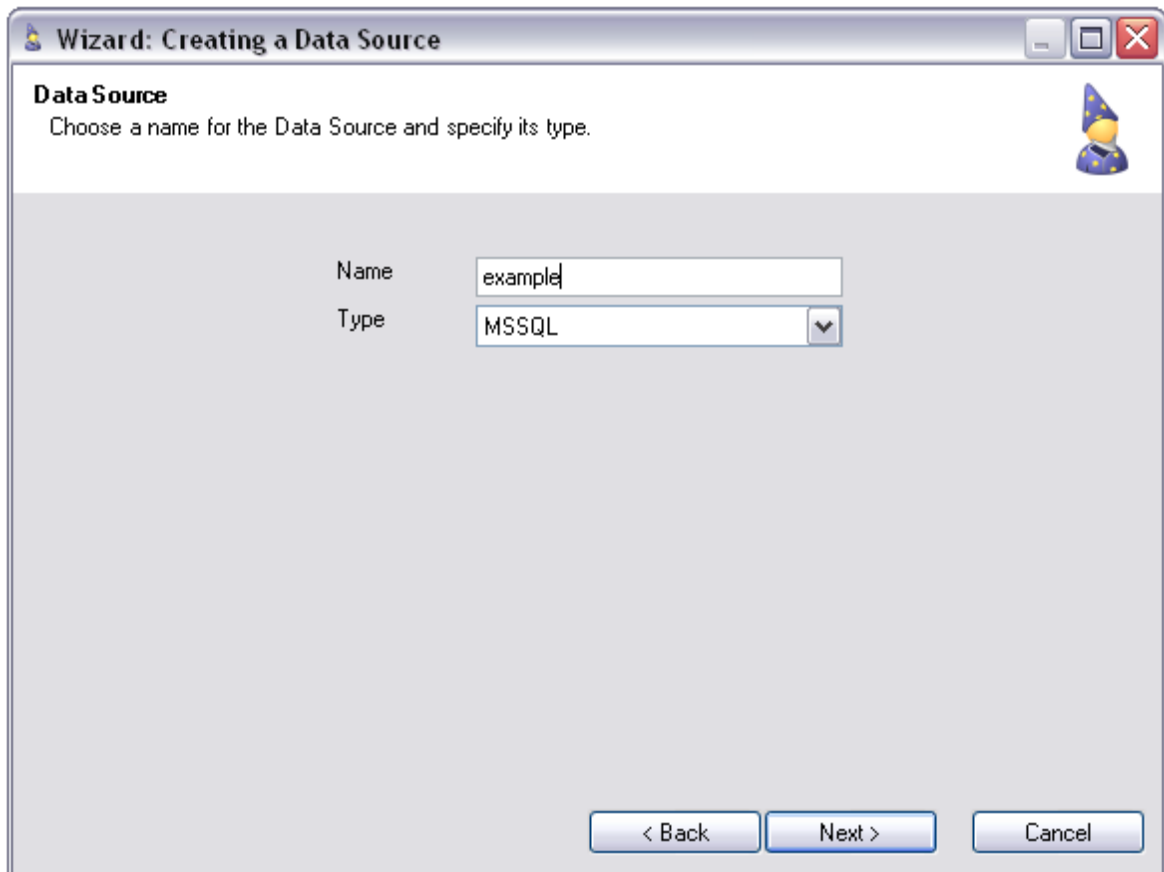 Wizard: Creating a Data Source
Data Source
Choose a name for the Data Source and specify its type.
Name
example
Type
MSSQL
< Back
Next >
Cancel